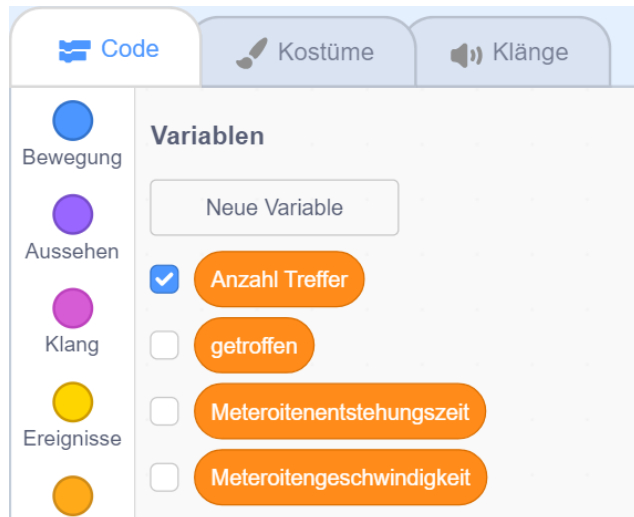 Code
Kostüme
Klänge
Bewegung
Aussehen
Klang
Ereignisse
Variablen
Neue Variable
Anzahl Treffer
getroffen
Meteroitenentstehungszeit
Meteroitengeschwindigkeit